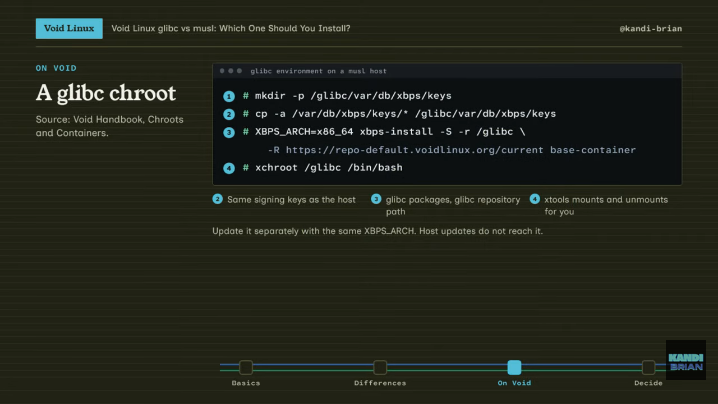 Void Linux
Void Linux glibc vs musl: Which One Should You Install?
@kandi-brian
ON VOID
A glibc chroot
Source: Void Handbook, Chroots
and Containers.
glibc environment on a musl host
1 # mkdir -p /glibc/var/db/xbps/keys
2 # cp -a /var/db/xbps/keys/* /glibc/var/db/xbps/keys
3 # XBPS_ARCH=x86_64 xbps-install -S -r /glibc \
-R https://repo-default.voidlinux.org/current base-container
4 # xchroot /glibc /bin/bash
2 Same signing keys as the host
3 glibc packages, glibc repository
path
4 xtools mounts and unmounts
for you
Update it separately with the same XBPS_ARCH. Host updates do not reach it.
Basics
Differences
On Void
Decide
KANDI
BRIAN